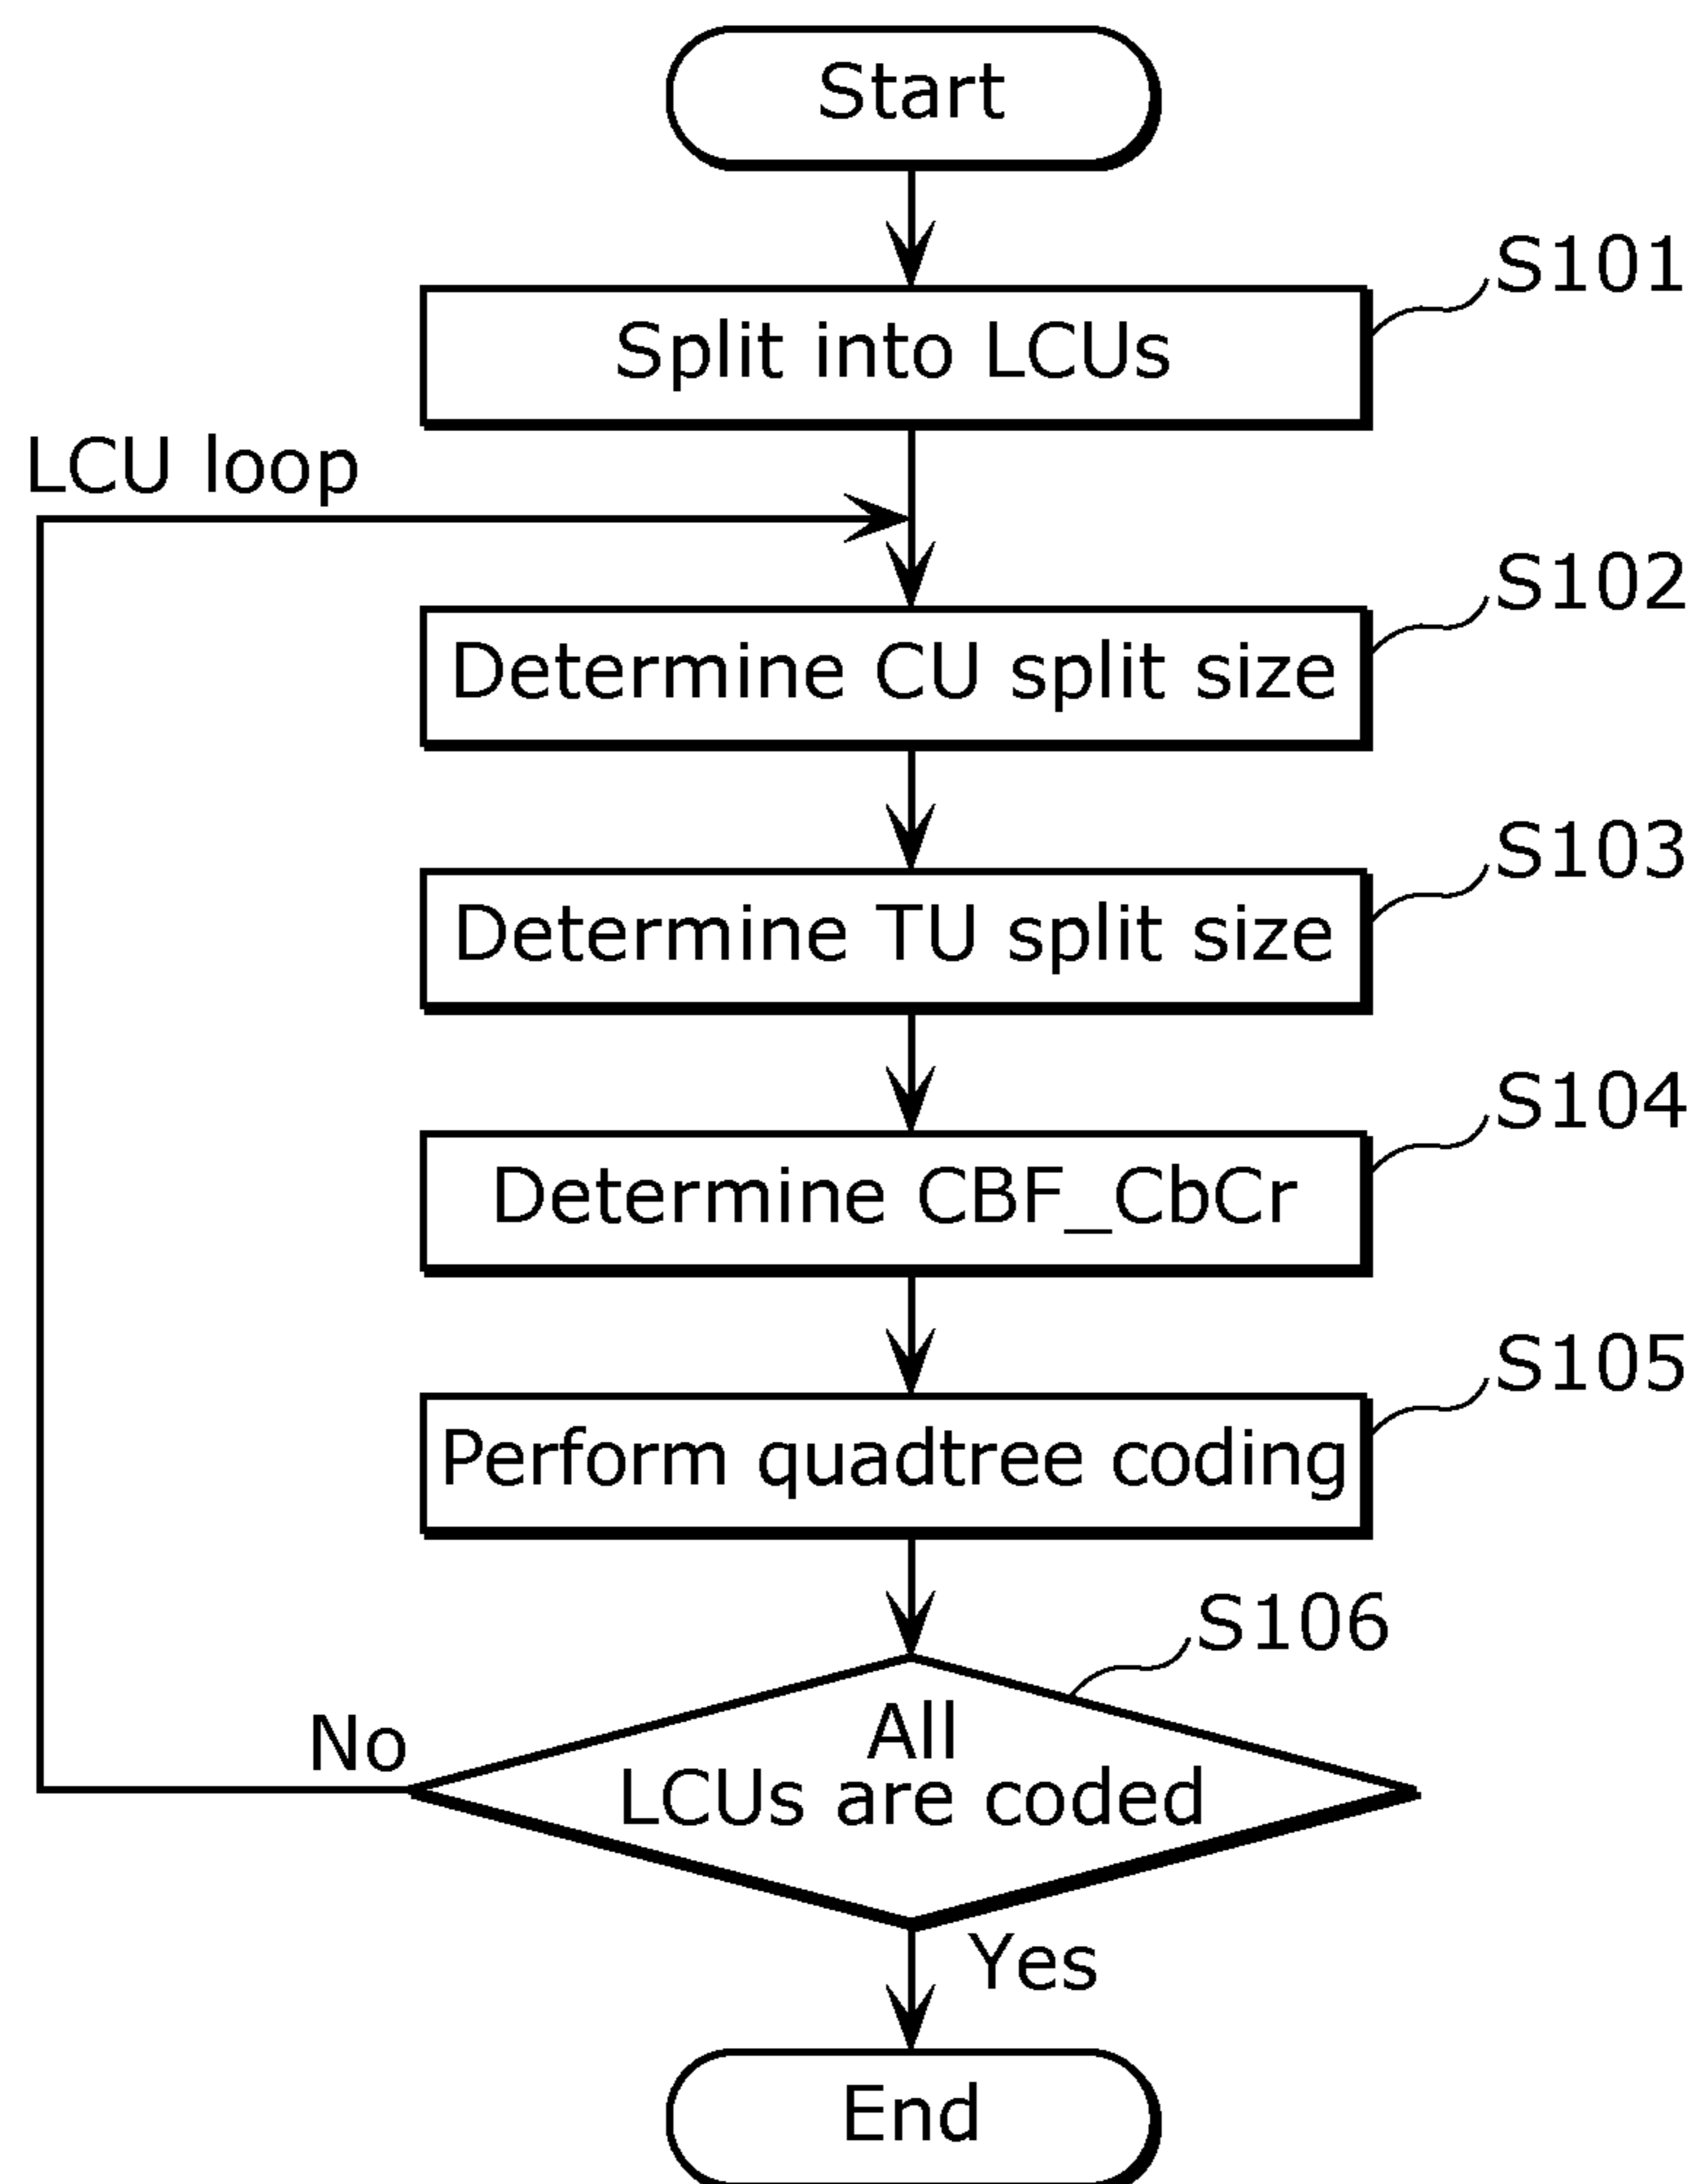 Start
S101
Split into LCUs
LCU loop
S102
Determine CU split size
S103
Determine TU split size
S104
Determine CBF_CbCr
S105
Perform quadtree coding
S106
No
All
LCUs are coded
Yes
End